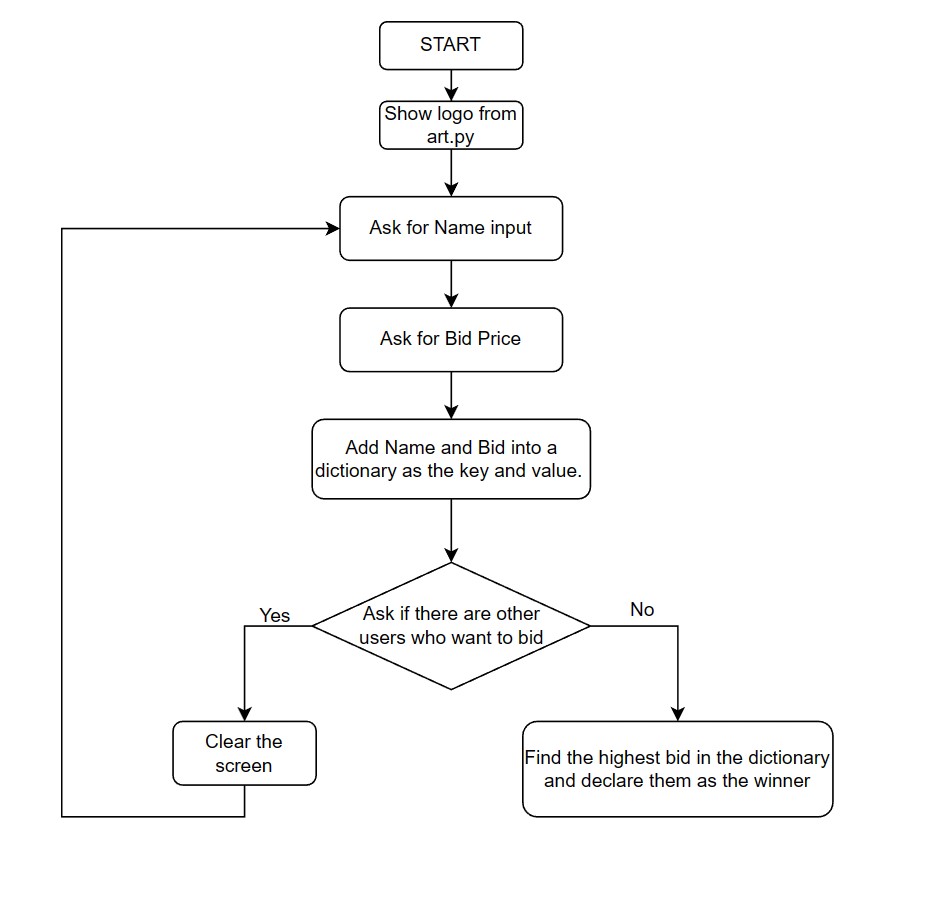 START
Show logo from
art.py
Ask for Name input
Ask for Bid Price
Add Name and Bid into a
dictionary as the key and value.
Ask if there are other
users who want to bid
Yes
No
Clear the
screen
Find the highest bid in the dictionary
and declare them as the winner